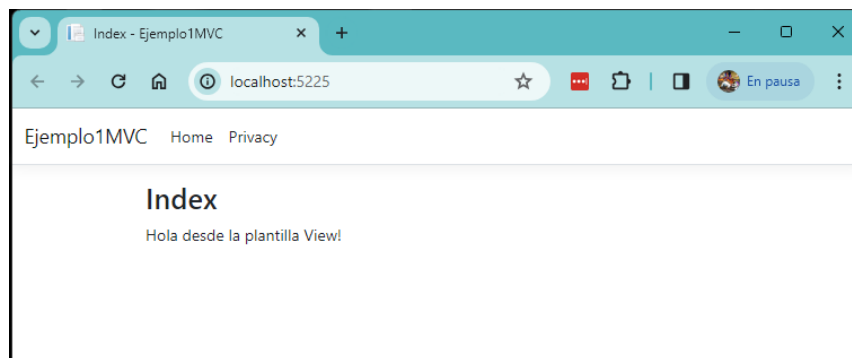 Index - Ejemplo1MVC
localhost:5225
En pausa
Ejemplo1MVC Home Privacy
Index
Hola desde la plantilla View!